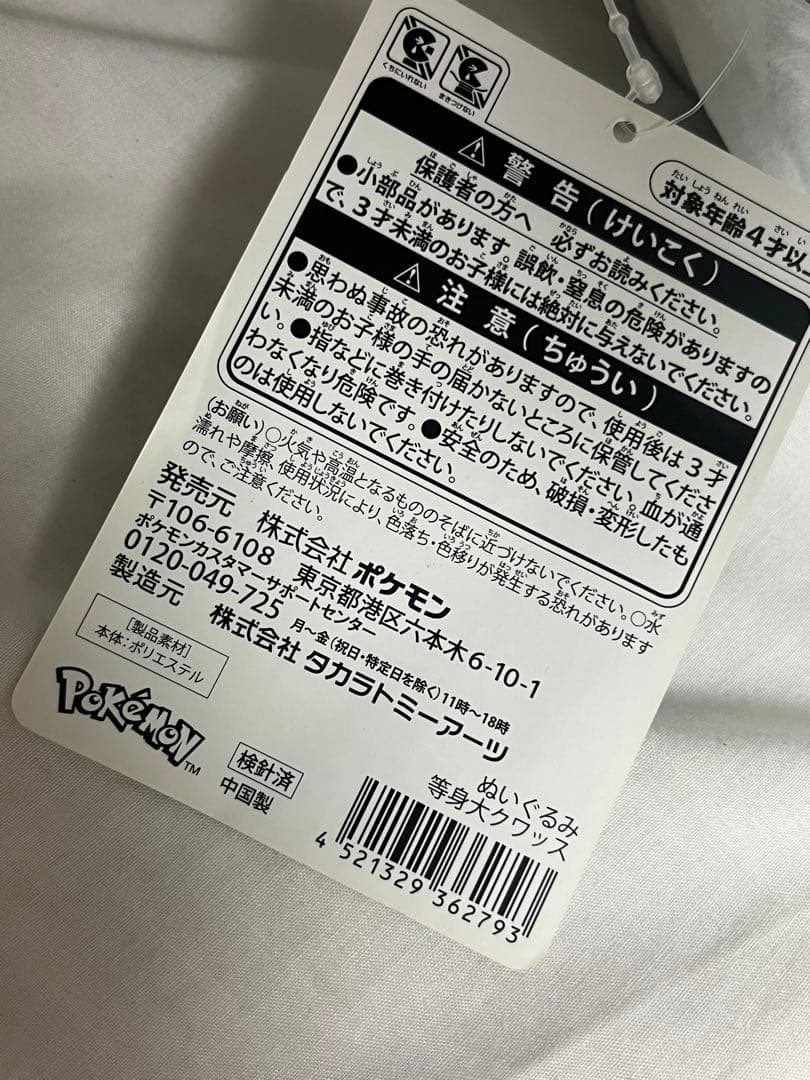 くちにいれない
まきつけない
対象年齢4才以上
警告(けいこく)
保護者の方へ 必ずお読みください。
●小部品があります。誤飲・窒息の危険がありますの
で、3才未満のお子様には絶対に与えないでください。
注意(ちゅうい)
●思わぬ事故の恐れがありますので、使用後は3才
未満のお子様の手の届かないところに保管してくださ
い。●指などに巻き付けたりしないでください。血が通
わなくなり危険です。●安全のため、破損・変形したも
のは使用しないでください。
(お願い)○火気や高温となるもののそばに近づけないでください。○水
濡れや摩擦、使用状況により、色落ち・色移りが発生する恐れがあります
ので、ご注意ください。
発売元 株式会社 ポケモン
〒106-6108 東京都港区六本木6-10-1
ポケモンカスタマーサポートセンター
0120-049-725 月~金(祝日・特定日を除く)11時~18時
製造元 株式会社 タカラトミーアーツ
[製品素材]
本体:ポリエステル
POKéMON
TM
検針済
中国製
ぬいぐるみ
等身大クワッス
4 521329 362793